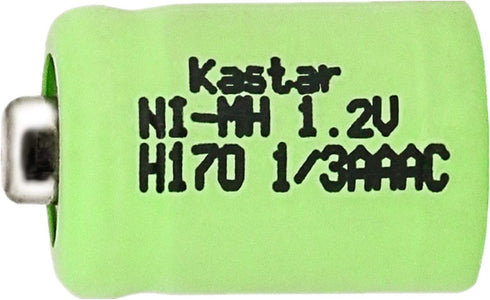 Kastar
NI-MH 1.2V
H170 1/3AAAC